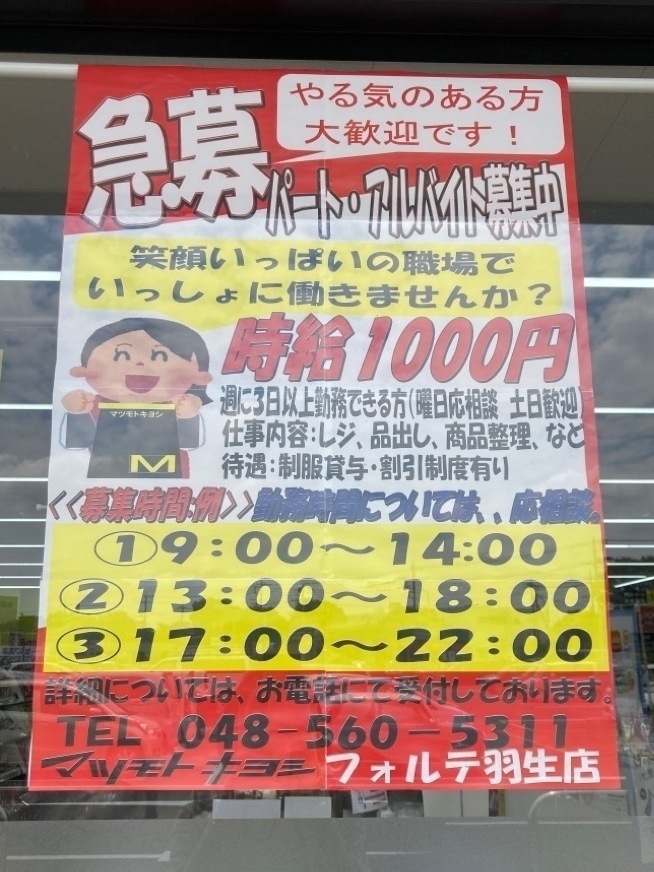 急募
やる気のある方
大歓迎です！
パート・アルバイト募集中
笑顔いっぱいの職場で
いっしょに働きませんか？
時給1000円
週に3日以上勤務できる方(曜日応相談 土日歓迎)
仕事内容:レジ、品出し、商品整理、など
待遇:制服貸与・割引制度有り
マツモトキヨシ
M
<<募集時間:例>>勤務時間については、、応相談。
①9:00～14:00
②13:00～18:00
③17:00～22:00
詳細については、お電話にて受付しております。
TEL 048-560-5311
マツモトキヨシ フォルテ羽生店